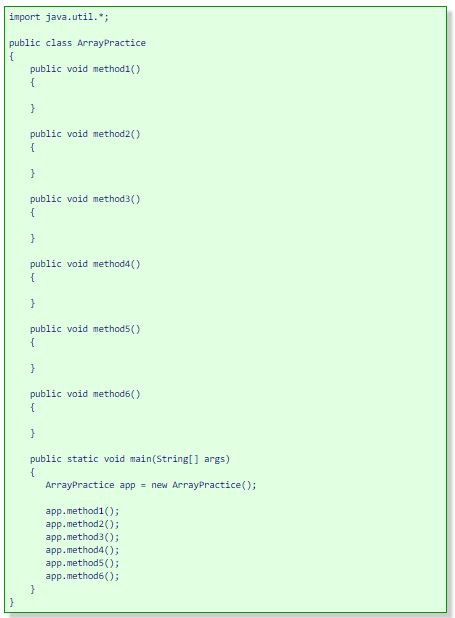 import java.util.*;

public class ArrayPractice
{
    public void method1()
    {

    }

    public void method2()
    {

    }

    public void method3()
    {

    }

    public void method4()
    {

    }

    public void method5()
    {

    }

    public void method6()
    {

    }

    public static void main(String[] args)
    {
       ArrayPractice app = new ArrayPractice();

       app.method1();
       app.method2();
       app.method3();
       app.method4();
       app.method5();
       app.method6();
    }
}